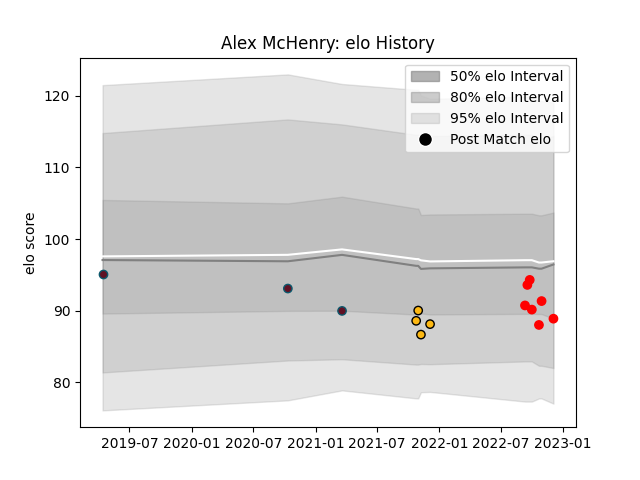 Alex McHenry: elo History
50% elo Interval
80% elo Interval
95% elo Interval
Post Match elo
elo score
120
110
100
90
80
2019-07 2020-01 2020-07 2021-01 2021-07 2022-01 2022-07 2023-01